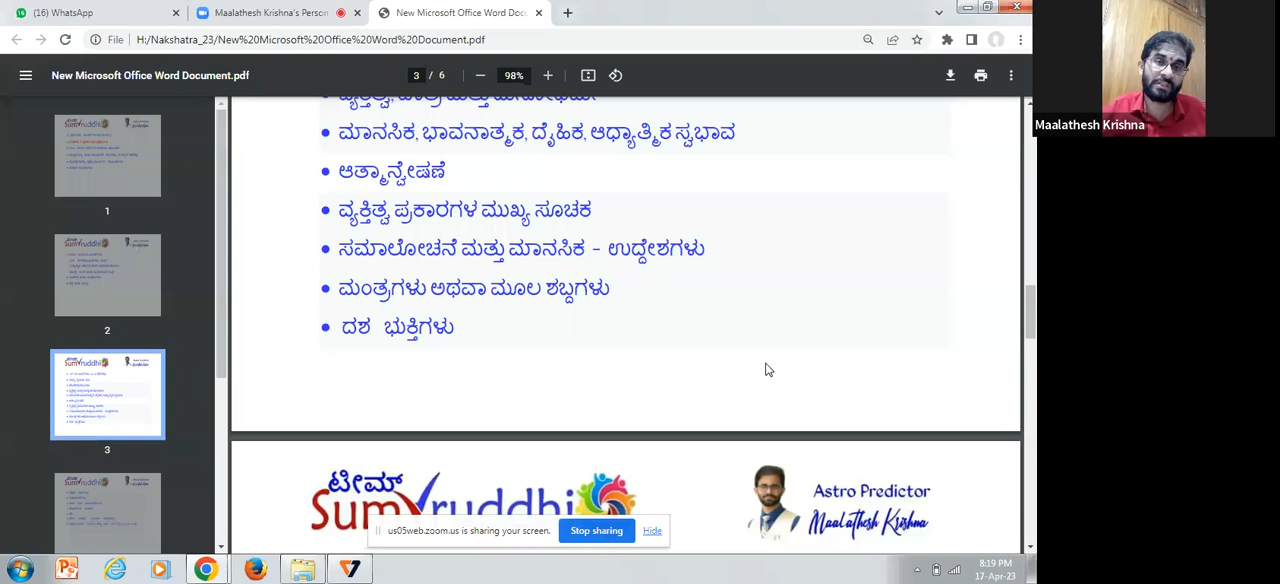 (16) WhatsApp
Maalathesh Krishna's Person
New Microsoft Office Word Docu
File H:/Nakshatra_23/New%20Microsoft%20Office%20Word%20Document.pdf
New Microsoft Office Word Document.pdf
3 / 6
98%
Maalathesh Krishna
ಮಾನಸಿಕ, ಭಾವನಾತ್ಮಕ, ದೈಹಿಕ, ಆಧ್ಯಾತ್ಮಿಕ ಸ್ವಭಾವ
ಆತ್ಮಾನ್ವೇಷಣೆ
ವ್ಯಕ್ತಿತ್ವ ಪ್ರಕಾರಗಳ ಮುಖ್ಯ ಸೂಚಕ
ಸಮಾಲೋಚನೆ ಮತ್ತು ಮಾನಸಿಕ - ಉದ್ದೇಶಗಳು
ಮಂತ್ರಗಳು ಅಥವಾ ಮೂಲ ಶಬ್ದಗಳು
ದಶ ಭುಕ್ತಿಗಳು
1
2
3
ಟೀಮ್
SumVruddhi
Astro Predictor
Maalathesh Krishna
us05web.zoom.us is sharing your screen.
Stop sharing
Hide
8:19 PM
17-Apr-23